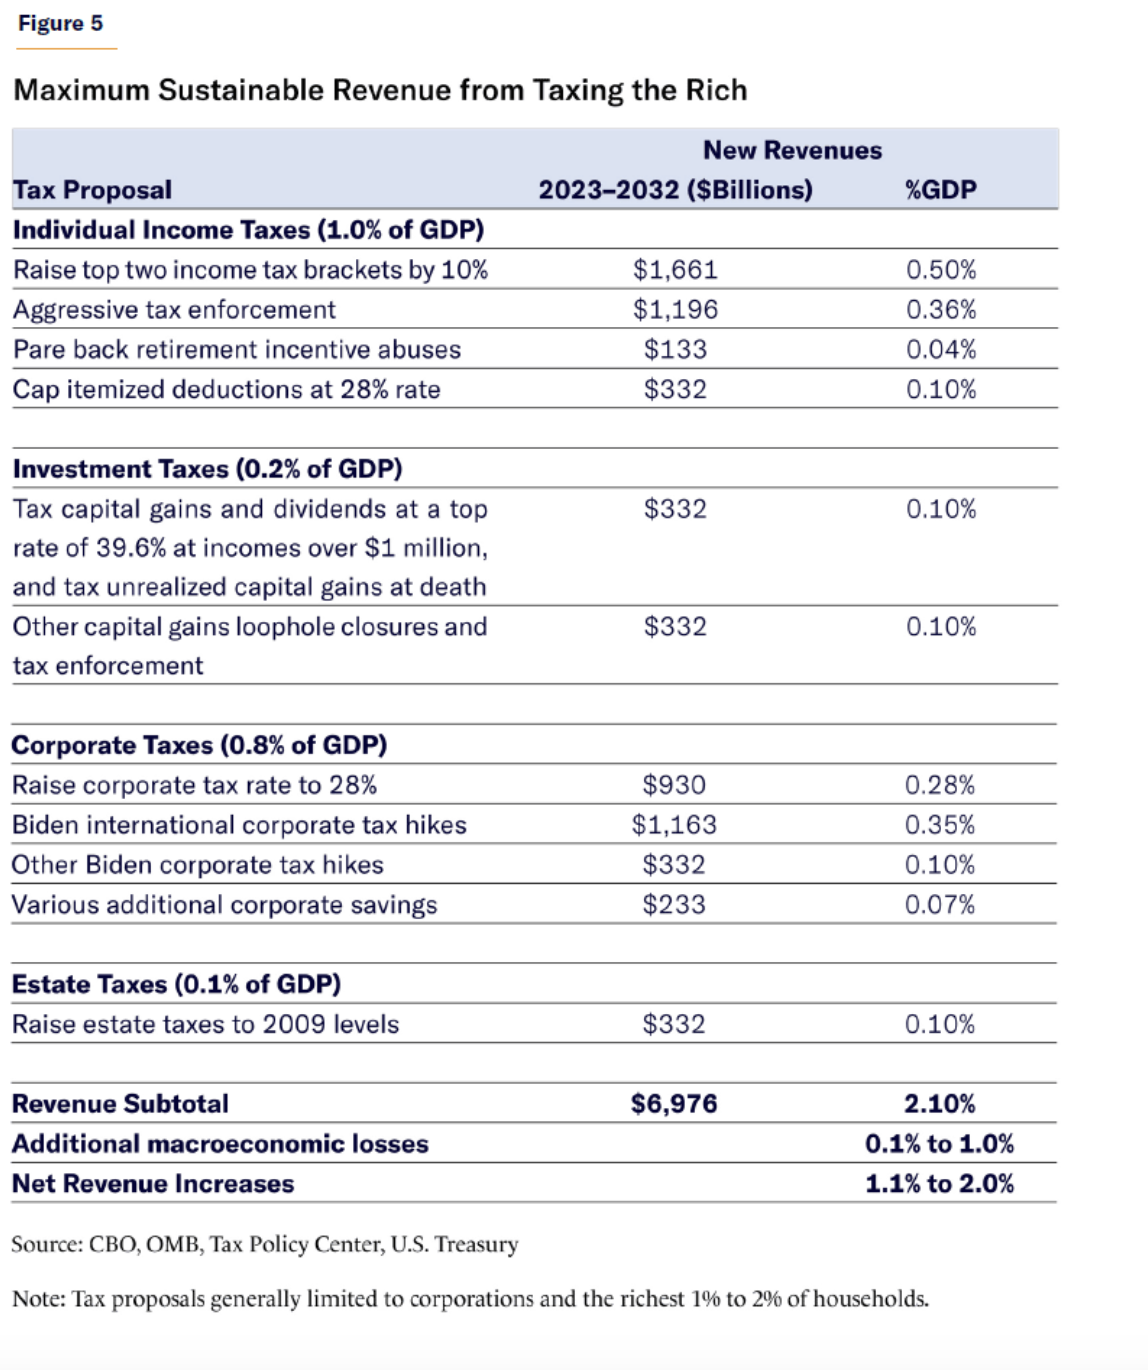 Figure 5
Maximum Sustainable Revenue from Taxing the Rich
New Revenues
Tax Proposal 2023–2032 ($Billions) %GDP
Individual Income Taxes (1.0% of GDP)
Raise top two income tax brackets by 10% $1,661 0.50%
Aggressive tax enforcement $1,196 0.36%
Pare back retirement incentive abuses $133 0.04%
Cap itemized deductions at 28% rate $332 0.10%
Investment Taxes (0.2% of GDP)
Tax capital gains and dividends at a top $332 0.10%
rate of 39.6% at incomes over $1 million,
and tax unrealized capital gains at death
Other capital gains loophole closures and $332 0.10%
tax enforcement
Corporate Taxes (0.8% of GDP)
Raise corporate tax rate to 28% $930 0.28%
Biden international corporate tax hikes $1,163 0.35%
Other Biden corporate tax hikes $332 0.10%
Various additional corporate savings $233 0.07%
Estate Taxes (0.1% of GDP)
Raise estate taxes to 2009 levels $332 0.10%
Revenue Subtotal $6,976 2.10%
Additional macroeconomic losses 0.1% to 1.0%
Net Revenue Increases 1.1% to 2.0%
Source: CBO, OMB, Tax Policy Center, U.S. Treasury
Note: Tax proposals generally limited to corporations and the richest 1% to 2% of households.